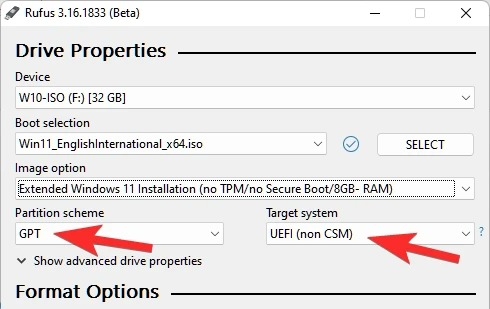 Rufus 3.16.1833 (Beta)
Drive Properties
Device
W10-ISO (F:) [32 GB]
Boot selection
Win11_EnglishInternational_x64.iso
SELECT
Image option
Extended Windows 11 Installation (no TPM/no Secure Boot/8GB- RAM)
Partition scheme Target system
GPT UEFI (non CSM) ?
Show advanced drive properties
Format Options